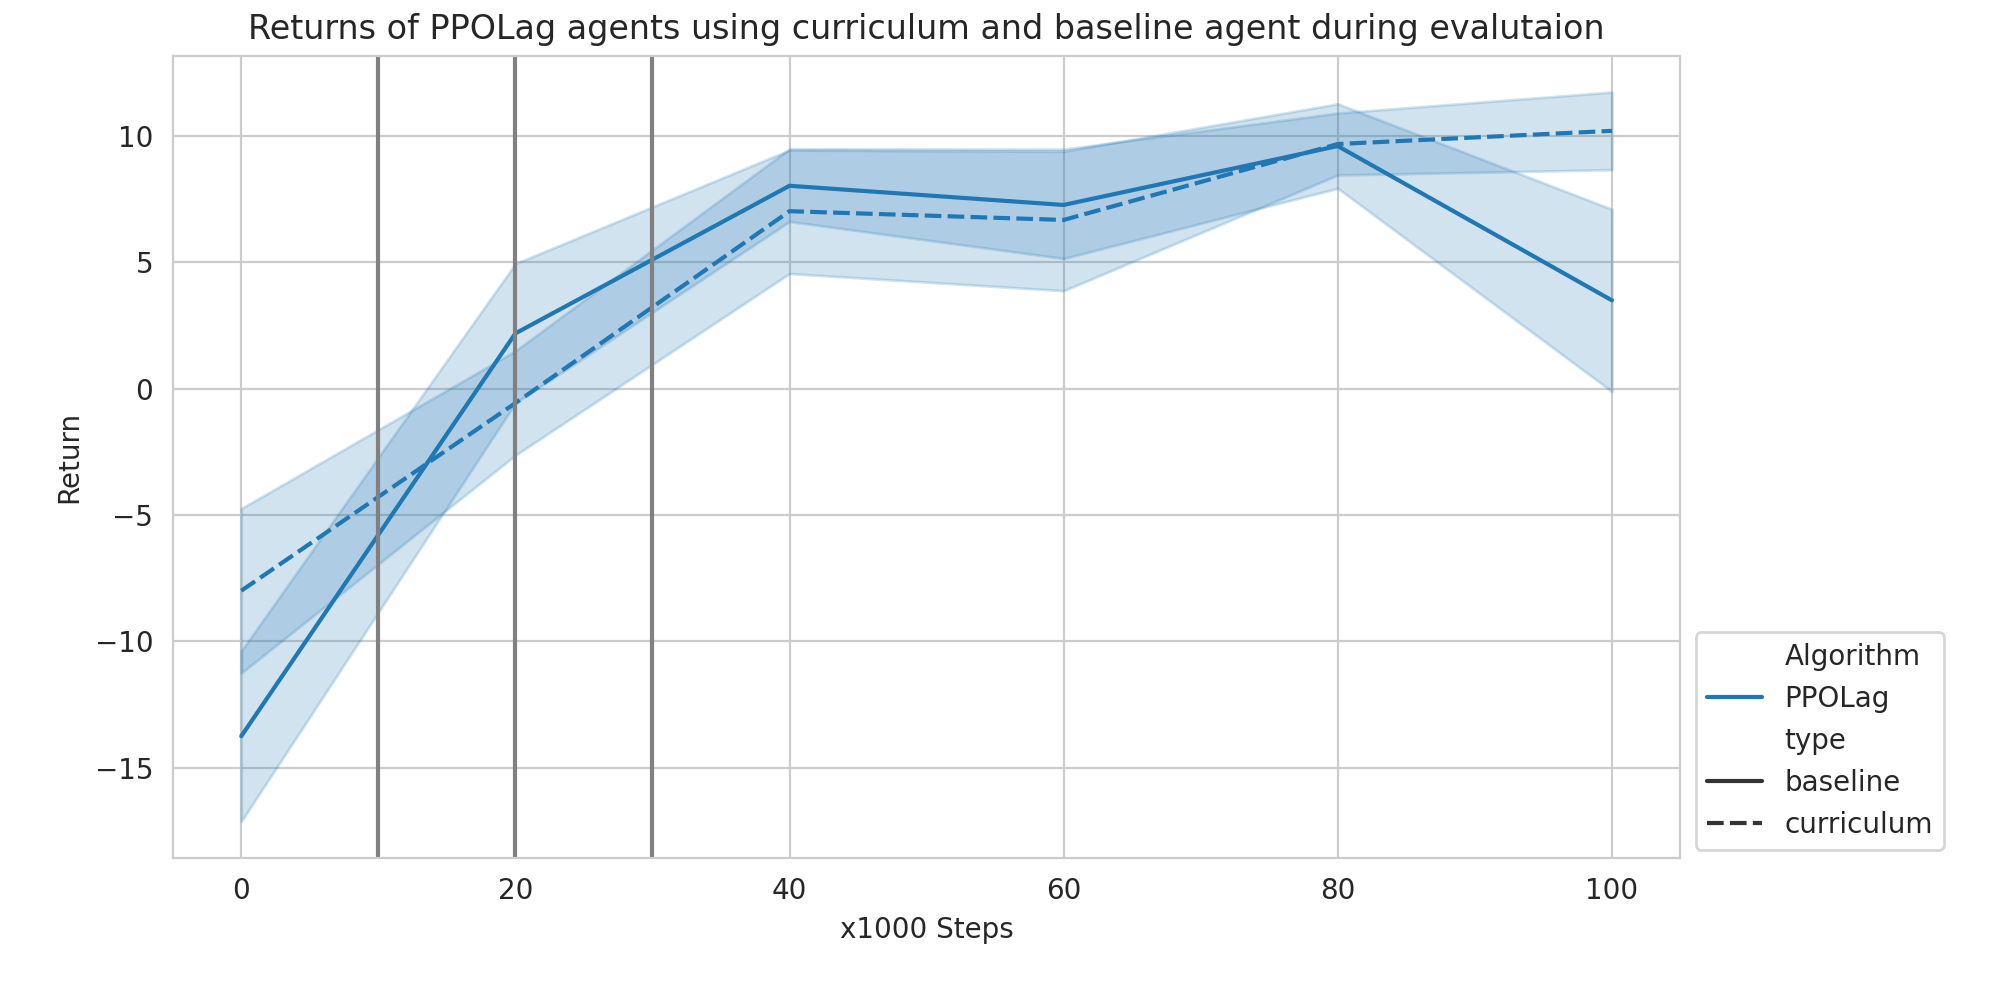 Returns of PPOLag agents using curriculum and baseline agent during evalutaion
10
5
0
−5
−10
−15
Return
0 20 40 60 80 100
x1000 Steps
Algorithm
PPOLag
type
baseline
curriculum